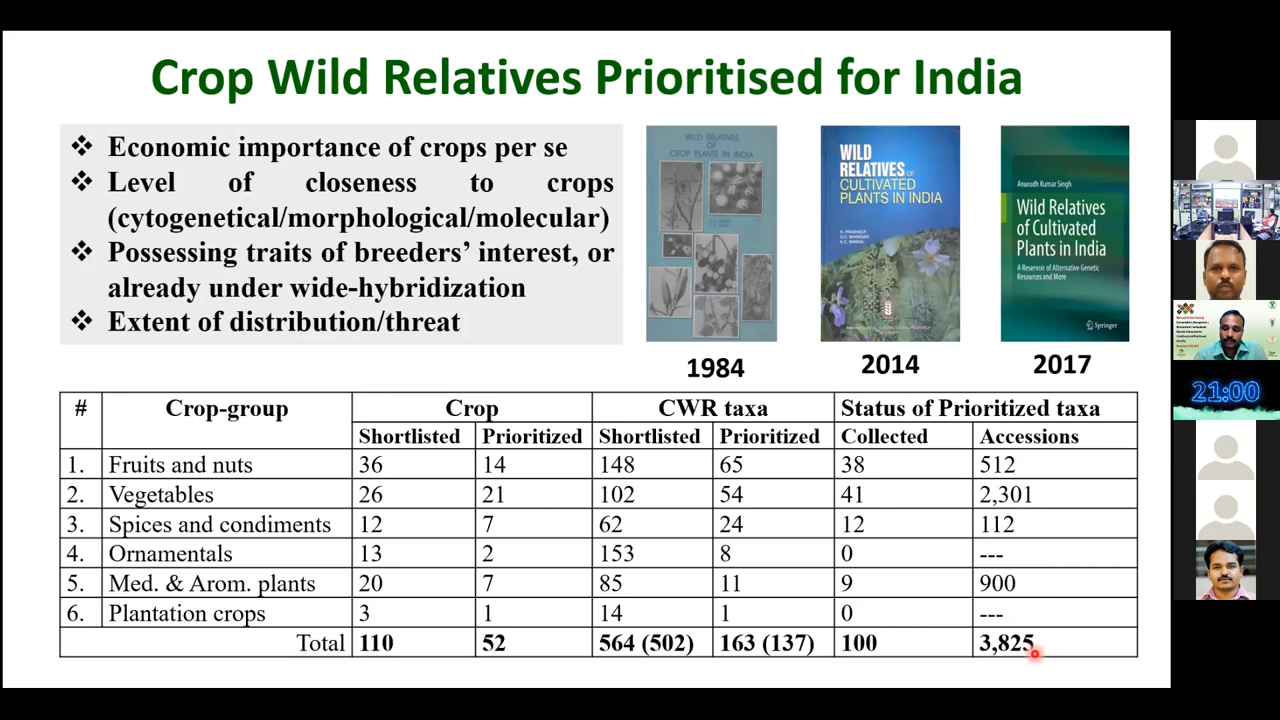 Crop Wild Relatives Prioritised for India
❖ Economic importance of crops per se
❖ Level of closeness to crops
(cytogenetical/morphological/molecular)
❖ Possessing traits of breeders' interest, or
already under wide-hybridization
❖ Extent of distribution/threat
WILD RELATIVES
OF
CROP PLANTS IN INDIA
1984
WILD
RELATIVES OF
CULTIVATED
PLANTS IN INDIA
K. PRADHEEP
D.C. BHANDARI
K.C. BANSAL
2014
Anurudh Kumar Singh
Wild Relatives
of Cultivated
Plants in India
A Reservoir of Alternative Genetic
Resources and More
Springer
2017
# Crop-group Crop CWR taxa Status of Prioritized taxa
Shortlisted Prioritized Shortlisted Prioritized Collected Accessions
1. Fruits and nuts 36 14 148 65 38 512
2. Vegetables 26 21 102 54 41 2,301
3. Spices and condiments 12 7 62 24 12 112
4. Ornamentals 13 2 153 8 0 ---
5. Med. & Arom. plants 20 7 85 11 9 900
6. Plantation crops 3 1 14 1 0 ---
Total 110 52 564 (502) 163 (137) 100 3,825
21:00